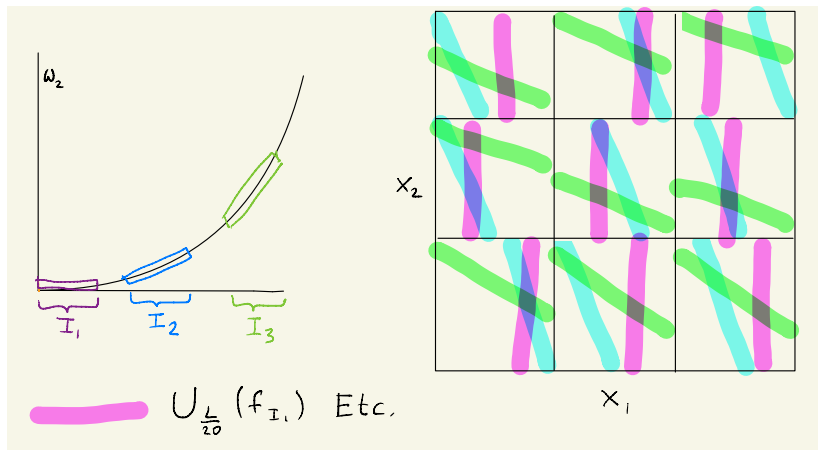 ω₂
I₁
I₂
I₃
X₂
X₁
U_{L/20} (f_{I₁}) Etc.